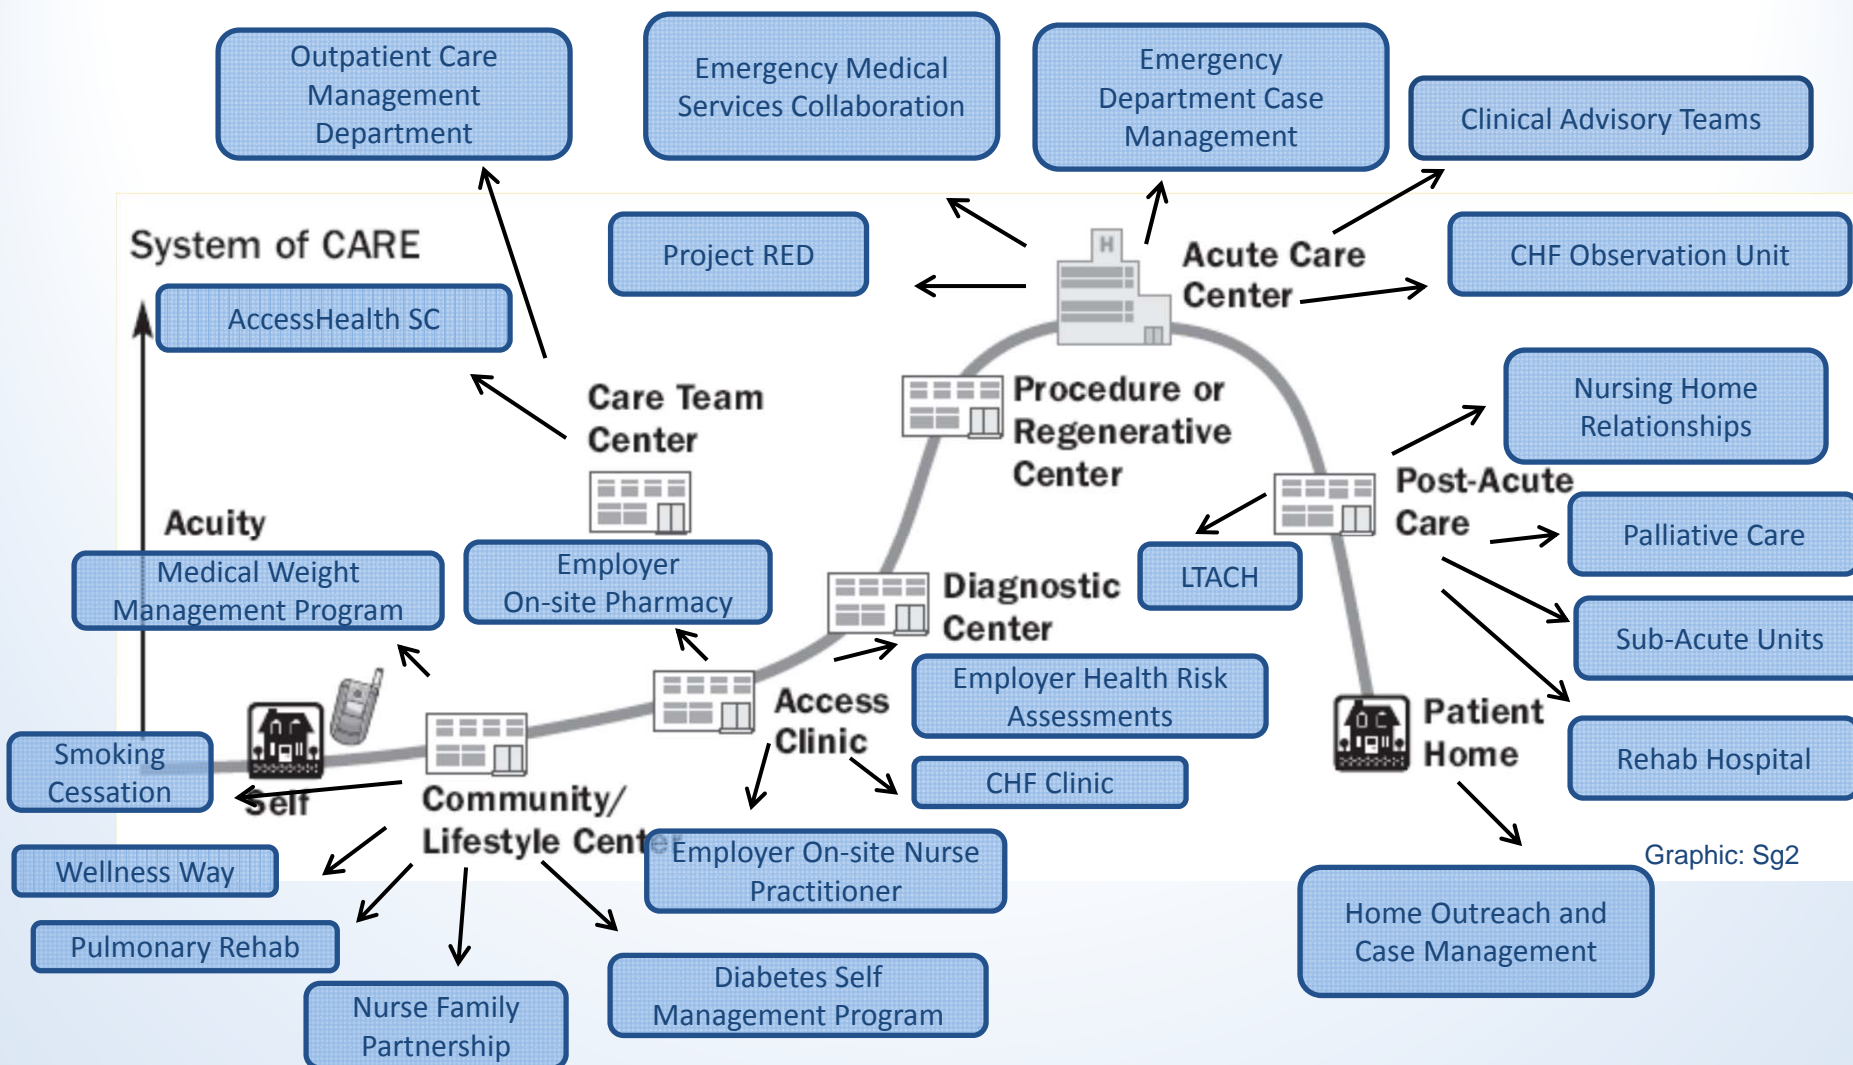 Outpatient Care
Management
Department
Emergency Medical
Services Collaboration
Emergency
Department Case
Management
Clinical Advisory Teams
System of CARE
Project RED
H
Acute Care
Center
CHF Observation Unit
AccessHealth SC
Care Team
Center
Procedure or
Regenerative
Center
Nursing Home
Relationships
Post-Acute
Care
Acuity
Palliative Care
Medical Weight
Management Program
Employer
On-site Pharmacy
Diagnostic
Center
LTACH
Sub-Acute Units
Employer Health Risk
Assessments
Access
Clinic
Patient
Home
Smoking
Cessation
Self
CHF Clinic
Rehab Hospital
Community/
Lifestyle Center
Employer On-site Nurse
Practitioner
Graphic: Sg2
Wellness Way
Pulmonary Rehab
Home Outreach and
Case Management
Diabetes Self
Management Program
Nurse Family
Partnership